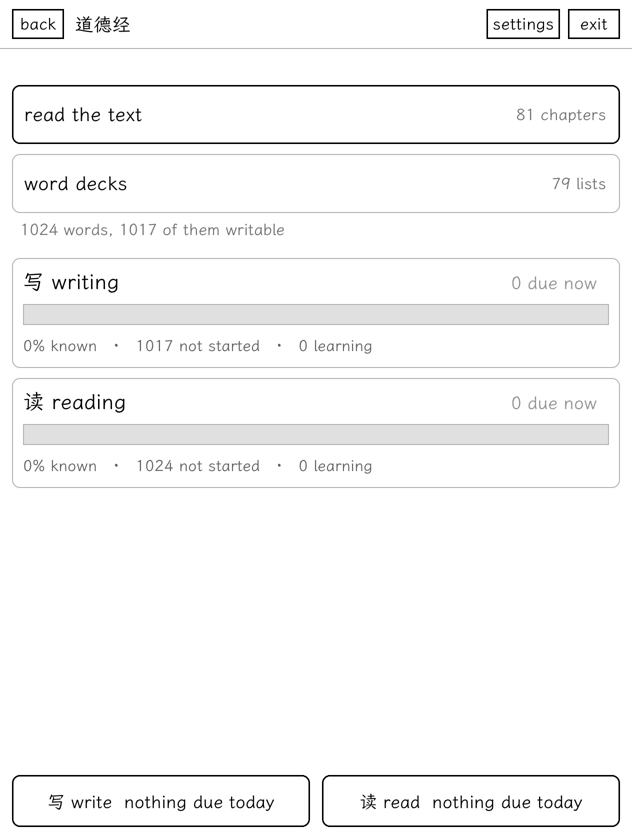 back 道德经 settings exit
read the text 81 chapters
word decks 79 lists
1024 words, 1017 of them writable
写 writing 0 due now
0% known · 1017 not started · 0 learning
读 reading 0 due now
0% known · 1024 not started · 0 learning
写 write nothing due today 读 read nothing due today